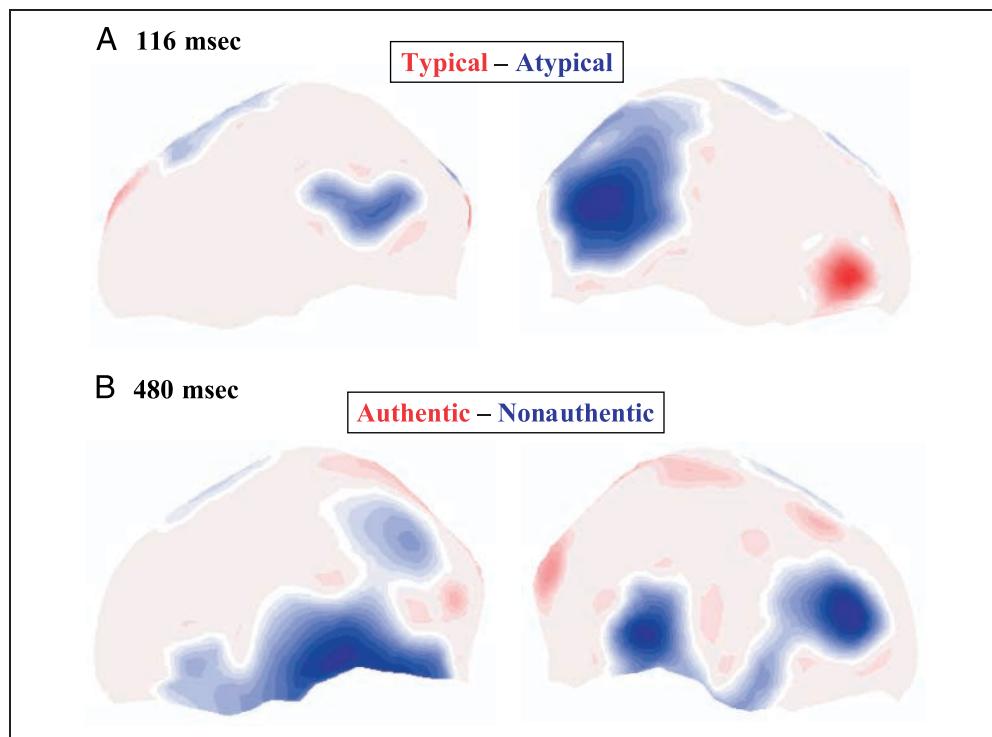 A 116 msec
Typical – Atypical
B 480 msec
Authentic – Nonauthentic